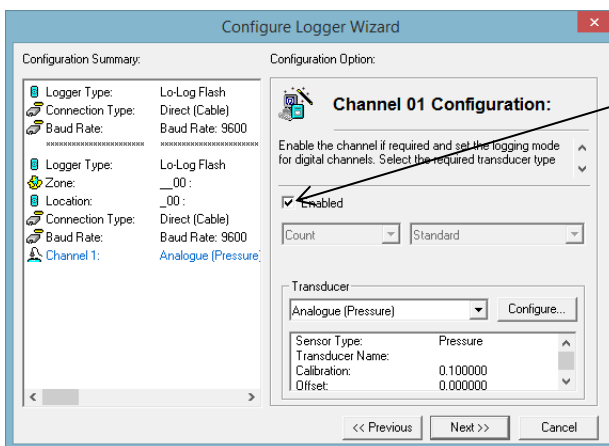 Configure Logger Wizard
Configuration Summary:
Logger Type: Lo-Log Flash
Connection Type: Direct (Cable)
Baud Rate: Baud Rate: 9600
xxxxxxxxxxxxxxxxxxxxxxxx xxxxxxxxxxxxxxxxxxxxxxxx
Logger Type: Lo-Log Flash
Zone: __00 :
Location: _00 :
Connection Type: Direct (Cable)
Baud Rate: Baud Rate: 9600
Channel 1: Analogue (Pressure)
Configuration Option:
Channel 01 Configuration:
Enable the channel if required and set the logging mode
for digital channels. Select the required transducer type
Enabled
Count Standard
Transducer
Analogue (Pressure) Configure...
Sensor Type: Pressure
Transducer Name:
Calibration: 0.100000
Offset: 0.000000
<< Previous Next >> Cancel